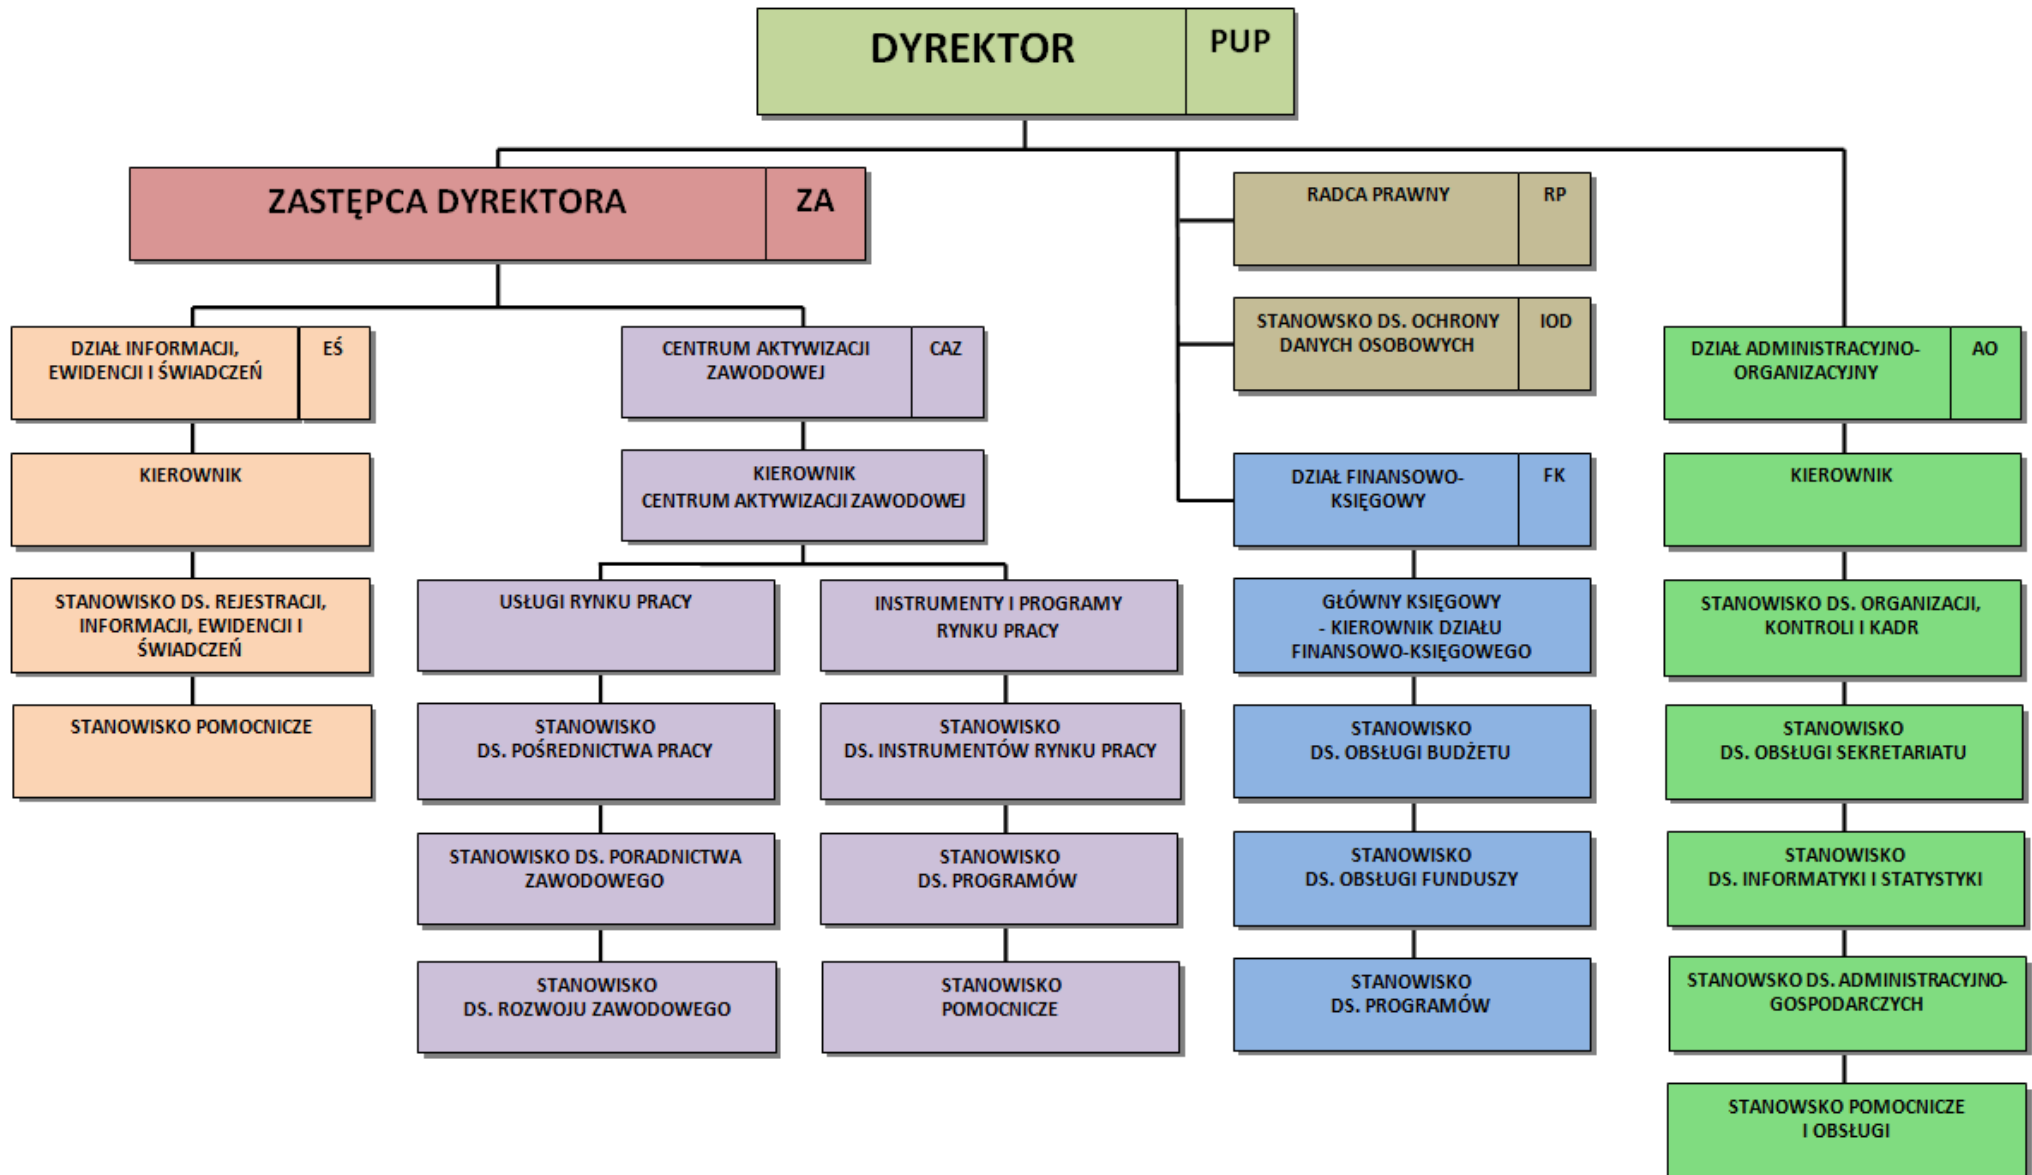 DYREKTOR
PUP
ZASTĘPCA DYREKTORA
ZA
RADCA PRAWNY
RP
STANOWSKO DS. OCHRONY
DANYCH OSOBOWYCH
IOD
DZIAŁ INFORMACJI,
EWIDENCJI I ŚWIADCZEŃ
EŚ
KIEROWNIK
STANOWISKO DS. REJESTRACJI,
INFORMACJI, EWIDENCJI I
ŚWIADCZEŃ
STANOWISKO POMOCNICZE
CENTRUM AKTYWIZACJI
ZAWODOWEJ
CAZ
KIEROWNIK
CENTRUM AKTYWIZACJI ZAWODOWEJ
USŁUGI RYNKU PRACY
STANOWISKO
DS. POŚREDNICTWA PRACY
STANOWISKO DS. PORADNICTWA
ZAWODOWEGO
STANOWISKO
DS. ROZWOJU ZAWODOWEGO
INSTRUMENTY I PROGRAMY
RYNKU PRACY
STANOWISKO
DS. INSTRUMENTÓW RYNKU PRACY
STANOWISKO
DS. PROGRAMÓW
STANOWISKO
POMOCNICZE
DZIAŁ FINANSOWO-
KSIĘGOWY
FK
GŁÓWNY KSIĘGOWY
- KIEROWNIK DZIAŁU
FINANSOWO-KSIĘGOWEGO
STANOWISKO
DS. OBSŁUGI BUDŻETU
STANOWISKO
DS. OBSŁUGI FUNDUSZY
STANOWISKO
DS. PROGRAMÓW
DZIAŁ ADMINISTRACYJNO-
ORGANIZACYJNY
AO
KIEROWNIK
STANOWISKO DS. ORGANIZACJI,
KONTROLI I KADR
STANOWISKO
DS. OBSŁUGI SEKRETARIATU
STANOWISKO
DS. INFORMATYKI I STATYSTYKI
STANOWSKO DS. ADMINISTRACYJNO-
GOSPODARCZYCH
STANOWSKO POMOCNICZE
I OBSŁUGI